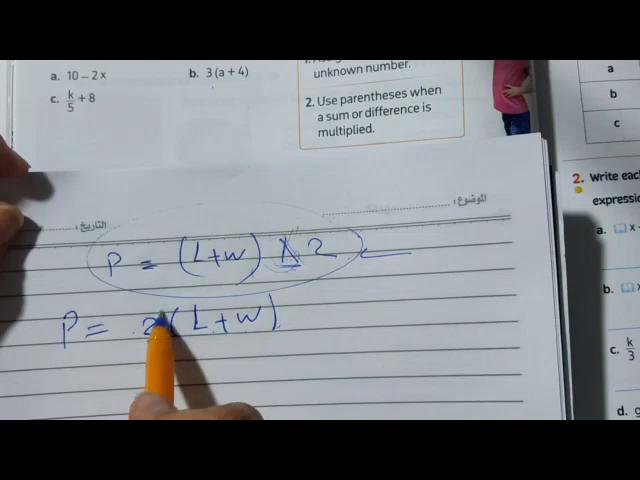 a. 10 – 2x
b. 3 (a + 4)
c. k/5 + 8
unknown number.
2. Use parentheses when
a sum or difference is
multiplied.
a
b
c
2. Write each
a. x
b.
c. k/3
d. g
الموضوع :
التاريخ :
P = (L+W) X 2
P = 2 (L+W)